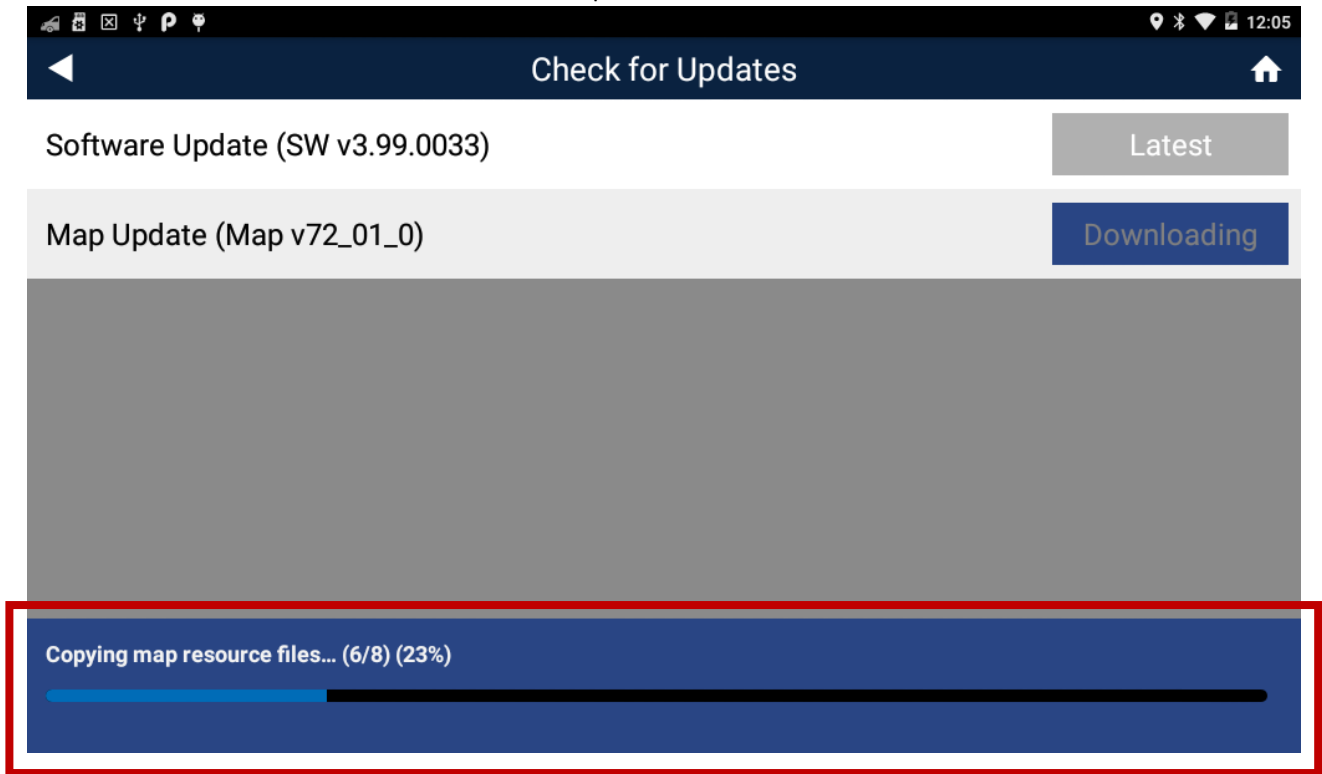 12:05
Check for Updates
Software Update (SW v3.99.0033)
Latest
Map Update (Map v72_01_0)
Downloading
Copying map resource files... (6/8) (23%)